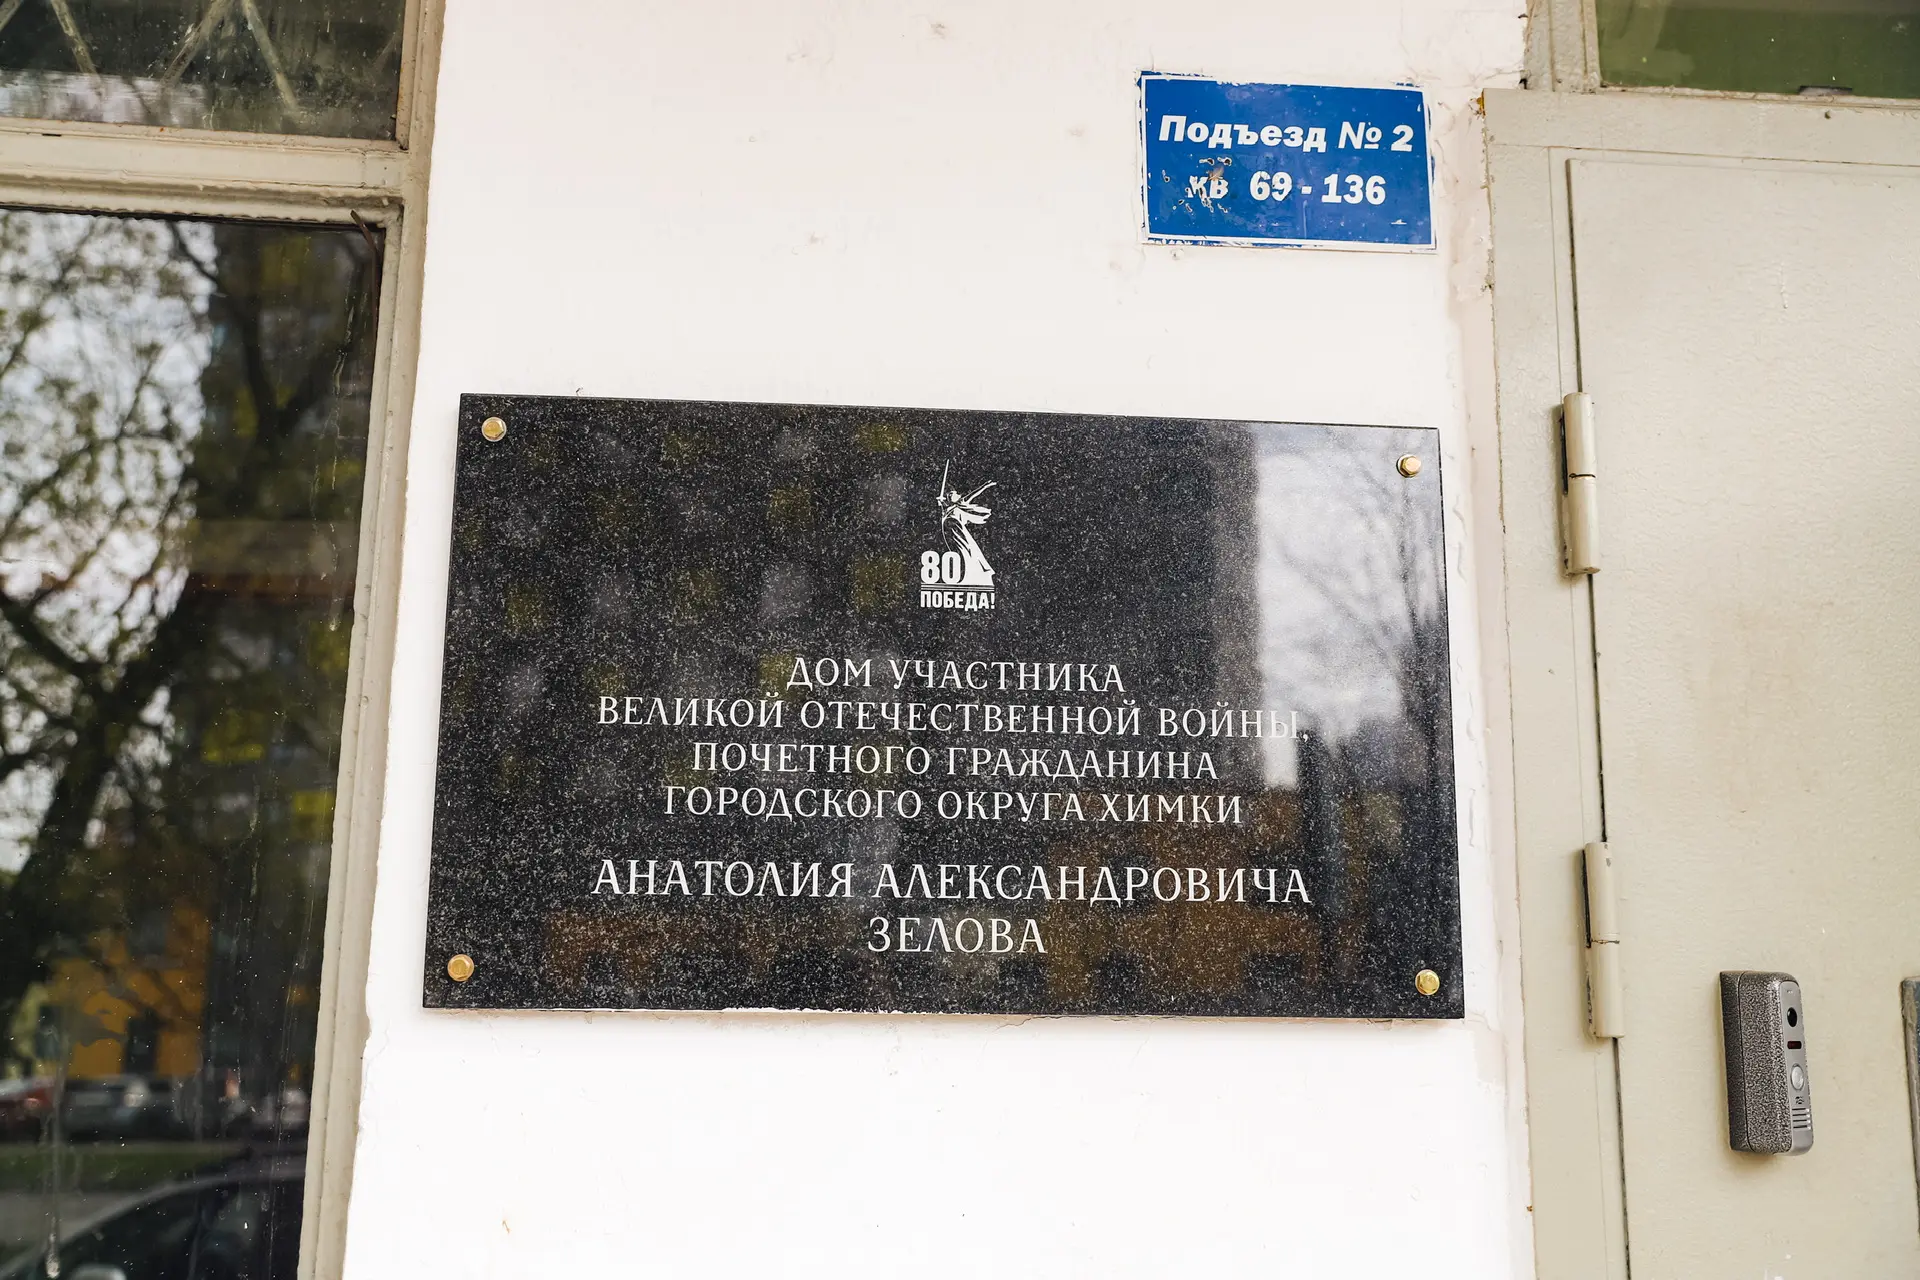 Подъезд № 2
кв 69 - 136
80
ПОБЕДА!
ДОМ УЧАСТНИКА
ВЕЛИКОЙ ОТЕЧЕСТВЕННОЙ ВОЙНЫ,
ПОЧЕТНОГО ГРАЖДАНИНА
ГОРОДСКОГО ОКРУГА ХИМКИ
АНАТОЛИЯ АЛЕКСАНДРОВИЧА
ЗЕЛОВА